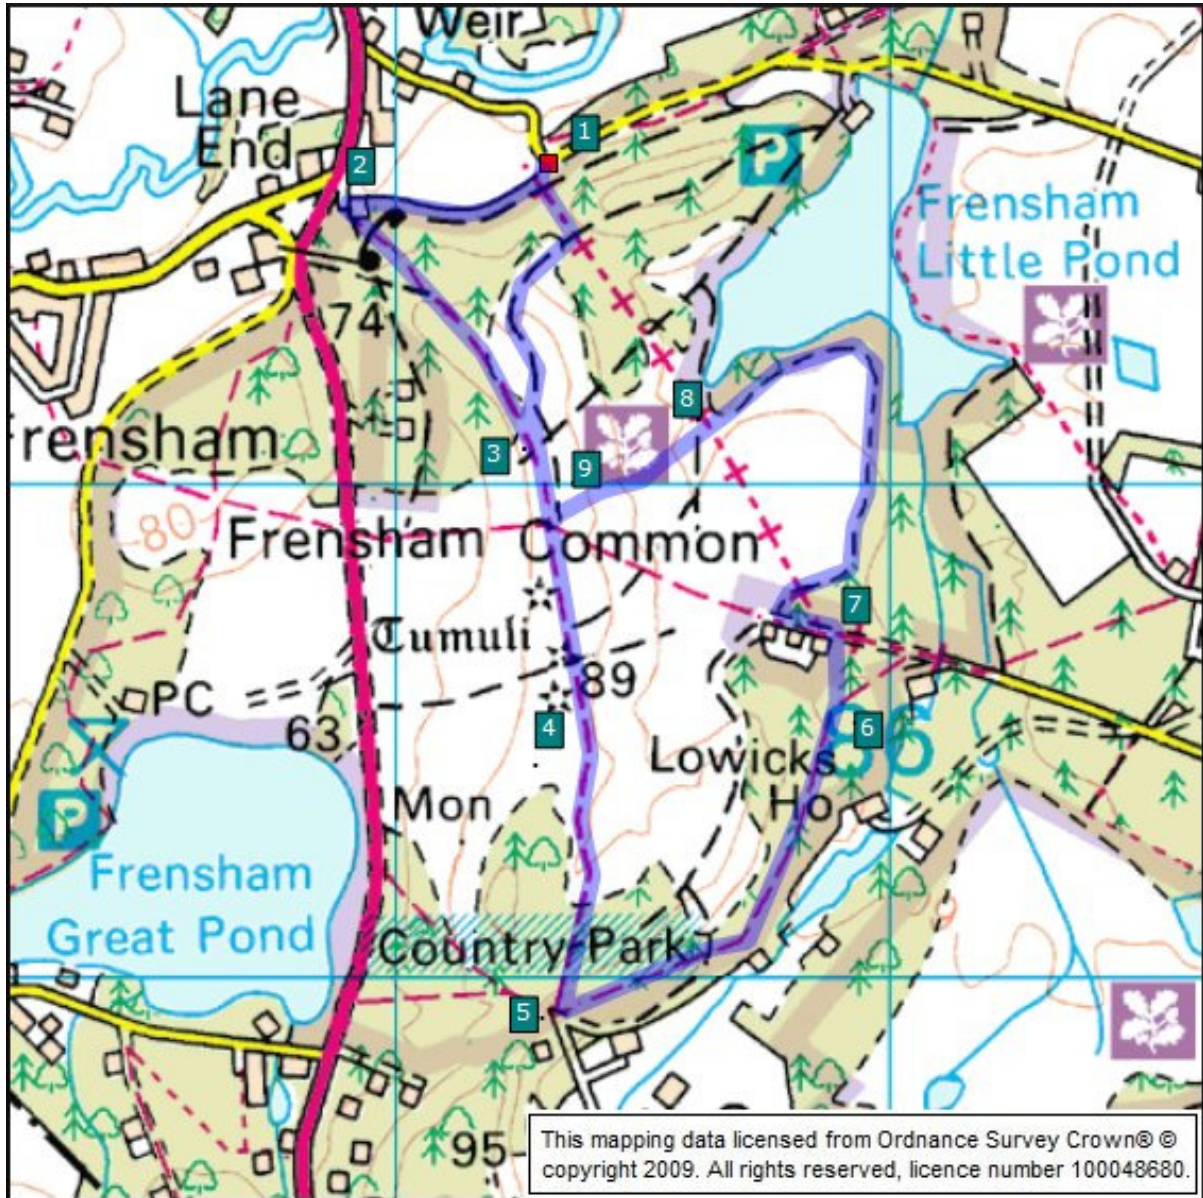 Weir
Lane
End
1
2
P
Frensham
Little Pond
74
8
rensham
3
9
80
Frensham Common
7
Tumuli
89
PC
63
4
6
86
Lowicks
Ho
Mon
P
Frensham
Great Pond
Country Park
5
95
This mapping data licensed from Ordnance Survey Crown® ©
copyright 2009. All rights reserved, licence number 100048680.